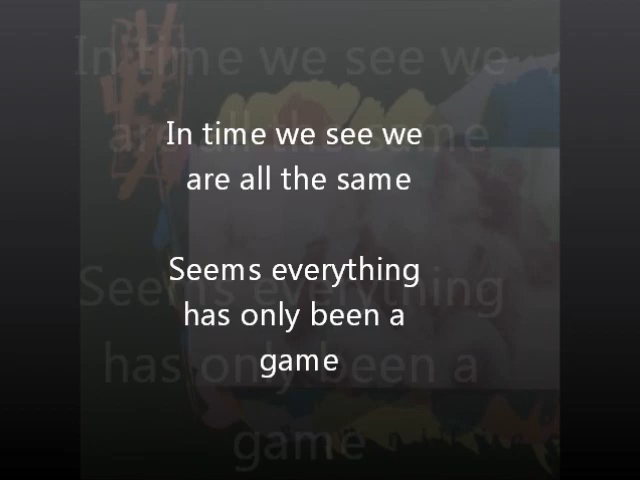 In time we see we
are all the same
Seems everything
has only been a
game